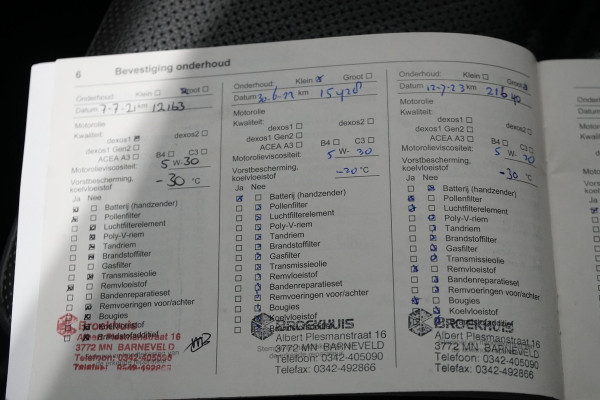 6
Bevestiging onderhoud
Onderhoud: Klein Groot
Datum 7-7-21 km 12163
Motorolie
Kwaliteit:
dexos1 dexos2
dexos1 Gen2
ACEA A3 B4 C3
Motorolieviscositeit: 5 W-30
Vorstbescherming,
koelvloeistof -30 °C
Ja Nee
Batterij (handzender)
Pollenfilter
Luchtfilterelement
Poly-V-riem
Tandriem
Brandstoffilter
Gasfilter
Transmissieolie
Remvloeistof
Bandenreparatieset
Remvoeringen voor/achter
Bougies
Koelvloeistof
BROEKHUIS
Albert Plesmanstraat 16
3772 MN BARNEVELD
Telefoon: 0342-405090
Telefax: 0342-492866
Onderhoud: Klein Groot
Datum km
Motorolie
Kwaliteit:
dexos1 dexos2
dexos1 Gen2
ACEA A3 B4 C3
Motorolieviscositeit: 5 W- 30
Vorstbescherming,
koelvloeistof -20 °C
Ja Nee
Batterij (handzender)
Pollenfilter
Luchtfilterelement
Poly-V-riem
Tandriem
Brandstoffilter
Gasfilter
Transmissieolie
Remvloeistof
Bandenreparatieset
Remvoeringen voor/achter
Bougies
Koelvloeistof
BROEKHUIS
Albert Plesmanstraat 16
3772 MN BARNEVELD
Telefoon: 0342-405090
Telefax: 0342-492866
Onderhoud: Klein Groot
Datum 12-7-23 km
Motorolie
Kwaliteit:
dexos1 dexos2
dexos1 Gen2
ACEA A3 B4 C3
Motorolieviscositeit: 5 W- 30
Vorstbescherming,
koelvloeistof -30 °C
Ja Nee
Batterij (handzender)
Pollenfilter
Luchtfilterelement
Poly-V-riem
Tandriem
Brandstoffilter
Gasfilter
Transmissieolie
Remvloeistof
Bandenreparatieset
Remvoeringen voor/achter
Bougies
Koelvloeistof
BROEKHUIS
Albert Plesmanstraat 16
3772 MN BARNEVELD
Telefoon: 0342-405090
Telefax: 0342-492866